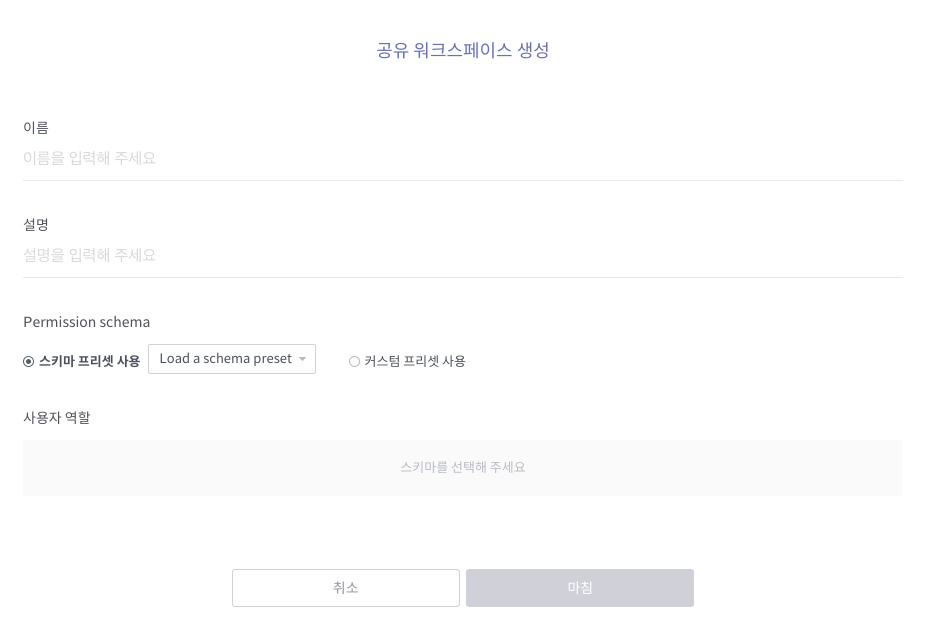 공유 워크스페이스 생성
이름
이름을 입력해 주세요
설명
설명을 입력해 주세요
Permission schema
스키마 프리셋 사용 Load a schema preset 커스텀 프리셋 사용
사용자 역할
스키마를 선택해 주세요
취소 마침